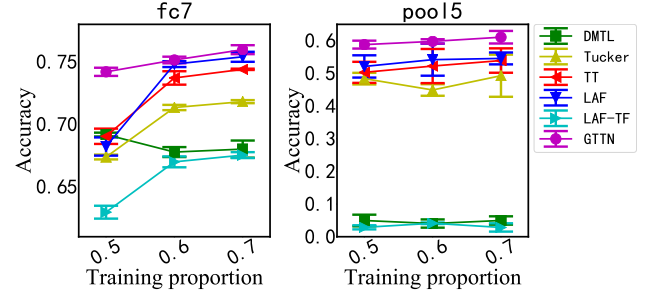 fc7
Accuracy
0.75
0.70
0.65
0.5 0.6 0.7
Training proportion
pool5
Accuracy
0.6
0.5
0.4
0.3
0.2
0.1
0.0
0.5 0.6 0.7
Training proportion
DMTL
Tucker
TT
LAF
LAF-TF
GTTN